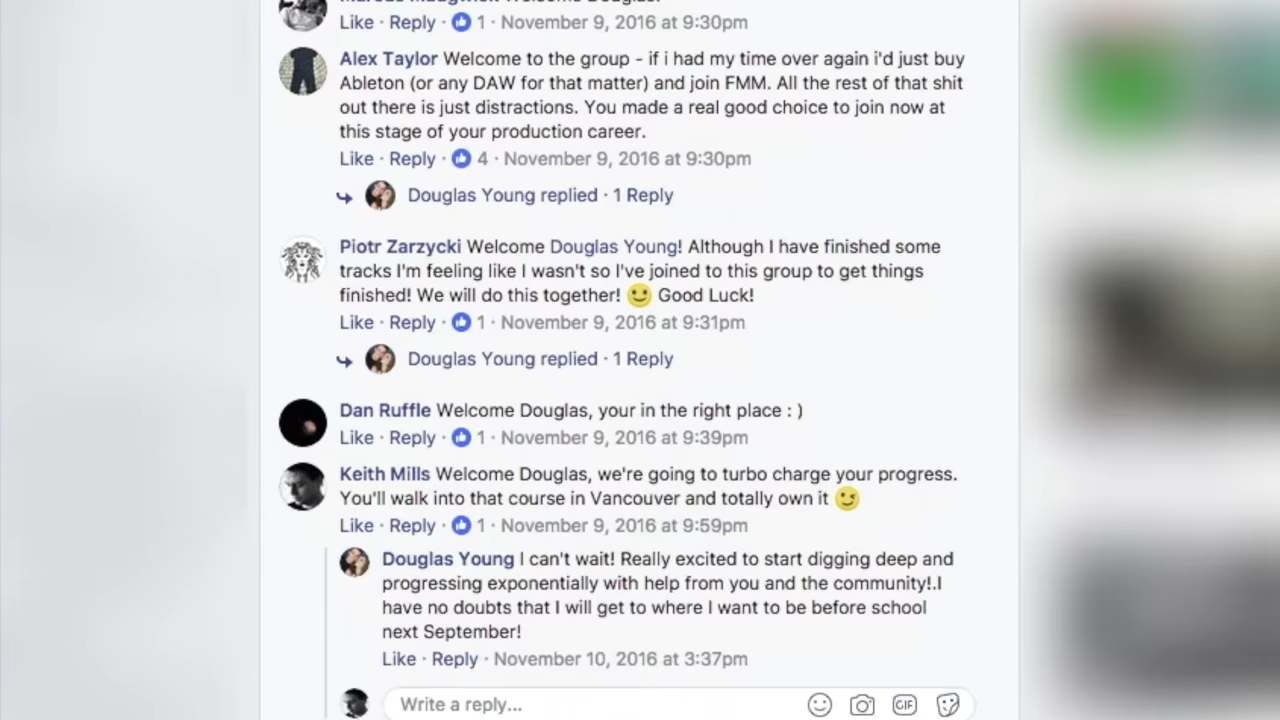 Like · Reply · 1 · November 9, 2016 at 9:30pm
Alex Taylor Welcome to the group - if i had my time over again i'd just buy
Ableton (or any DAW for that matter) and join FMM. All the rest of that shit
out there is just distractions. You made a real good choice to join now at
this stage of your production career.
Like · Reply · 4 · November 9, 2016 at 9:30pm
Douglas Young replied · 1 Reply
Piotr Zarzycki Welcome Douglas Young! Although I have finished some
tracks I'm feeling like I wasn't so I've joined to this group to get things
finished! We will do this together! 🙂 Good Luck!
Like · Reply · 1 · November 9, 2016 at 9:31pm
Douglas Young replied · 1 Reply
Dan Ruffle Welcome Douglas, your in the right place : )
Like · Reply · 1 · November 9, 2016 at 9:39pm
Keith Mills Welcome Douglas, we're going to turbo charge your progress.
You'll walk into that course in Vancouver and totally own it 😉
Like · Reply · 1 · November 9, 2016 at 9:59pm
Douglas Young I can't wait! Really excited to start digging deep and
progressing exponentially with help from you and the community!.I
have no doubts that I will get to where I want to be before school
next September!
Like · Reply · November 10, 2016 at 3:37pm
Write a reply...
GIF